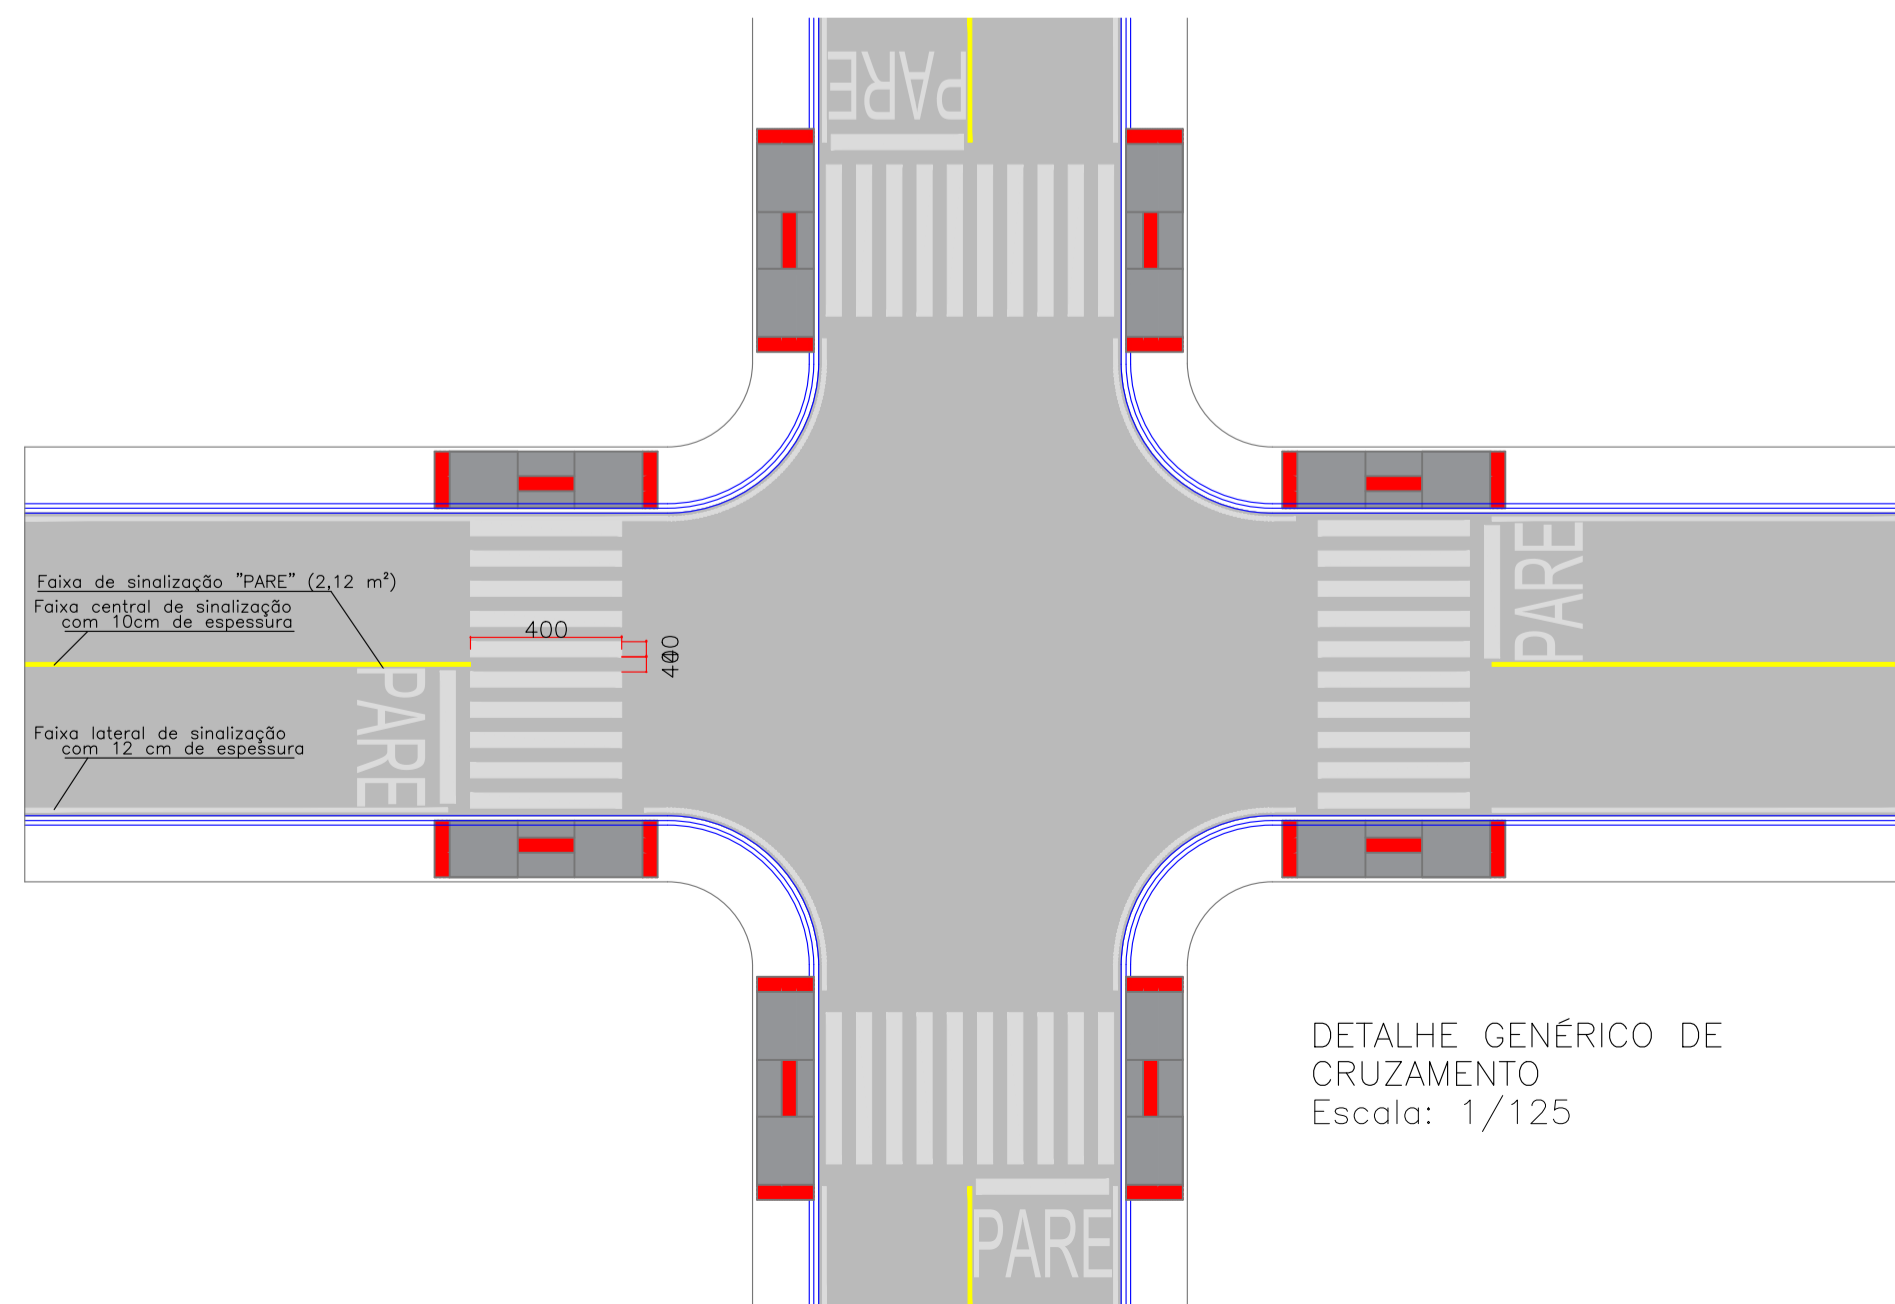 PARE
Faixa de sinalização "PARE" (2,12 m²)
Faixa central de sinalização
com 10cm de espessura
400
PARE
Faixa lateral de sinalização
com 12 cm de espessura
PARE
PARE
DETALHE GENÉRICO DE
CRUZAMENTO
Escala: 1/125